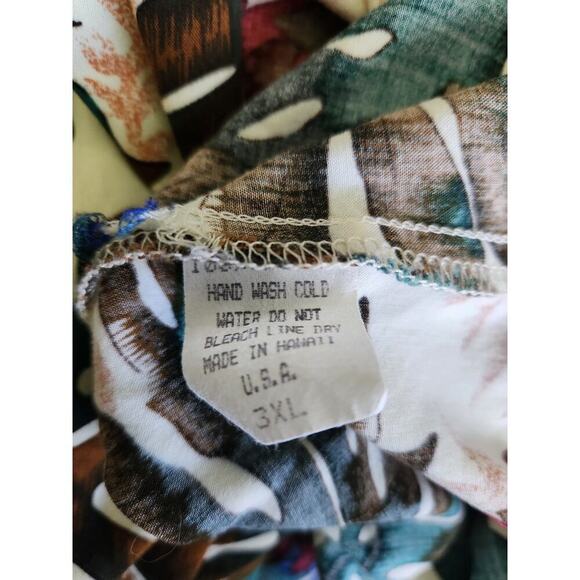 HAND WASH COLD
WATER DO NOT
BLEACH LINE DRY
MADE IN HAWAII
U.S.A.
3XL